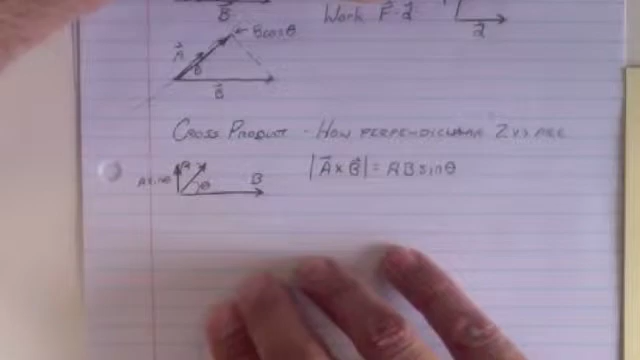 B
Work F⃗·d⃗
d⃗
B cos θ
A⃗
θ
B⃗
Cross Product - How perpendicular 2 vs are
A sin θ
A
θ
B
|A⃗ x B⃗| = AB sin θ